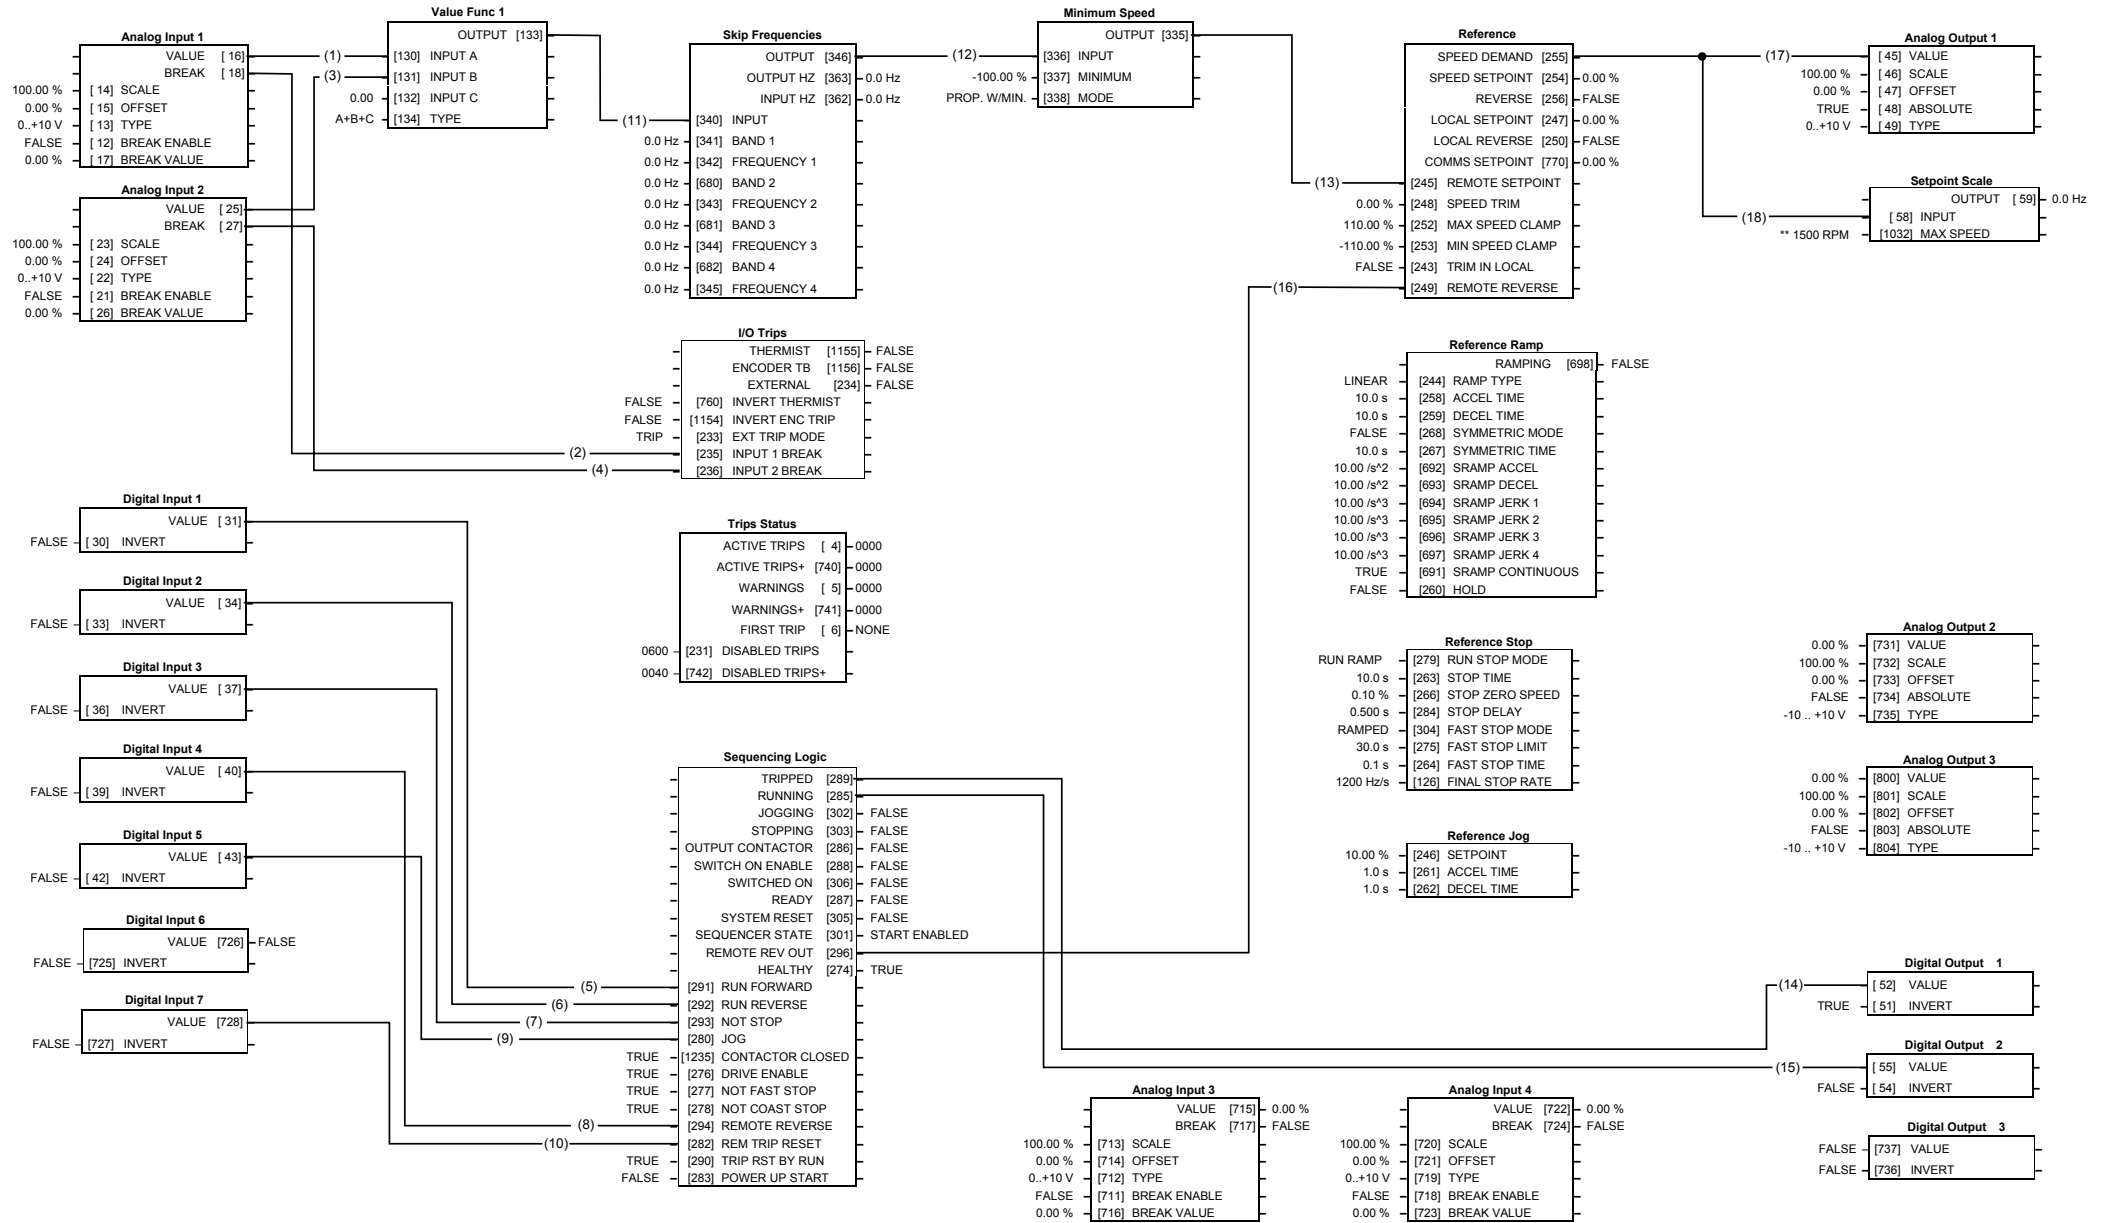 Analog Input 1
VALUE [ 16]
BREAK [ 18]
100.00 % [ 14] SCALE
0.00 % [ 15] OFFSET
0..+10 V [ 13] TYPE
FALSE [ 12] BREAK ENABLE
0.00 % [ 17] BREAK VALUE
Analog Input 2
VALUE [ 25]
BREAK [ 27]
100.00 % [ 23] SCALE
0.00 % [ 24] OFFSET
0..+10 V [ 22] TYPE
FALSE [ 21] BREAK ENABLE
0.00 % [ 26] BREAK VALUE
(1)
(3)
Value Func 1
OUTPUT [133]
[130] INPUT A
[131] INPUT B
0.00 [132] INPUT C
A+B+C [134] TYPE
(11)
Skip Frequencies
OUTPUT [346]
OUTPUT HZ [363] 0.0 Hz
INPUT HZ [362] 0.0 Hz
[340] INPUT
0.0 Hz [341] BAND 1
0.0 Hz [342] FREQUENCY 1
0.0 Hz [680] BAND 2
0.0 Hz [343] FREQUENCY 2
0.0 Hz [681] BAND 3
0.0 Hz [344] FREQUENCY 3
0.0 Hz [682] BAND 4
0.0 Hz [345] FREQUENCY 4
(12)
Minimum Speed
OUTPUT [335]
[336] INPUT
-100.00 % [337] MINIMUM
PROP. W/MIN. [338] MODE
(13)
(16)
Reference
SPEED DEMAND [255]
SPEED SETPOINT [254] 0.00 %
REVERSE [256] FALSE
LOCAL SETPOINT [247] 0.00 %
LOCAL REVERSE [250] FALSE
COMMS SETPOINT [770] 0.00 %
[245] REMOTE SETPOINT
0.00 % [248] SPEED TRIM
110.00 % [252] MAX SPEED CLAMP
-110.00 % [253] MIN SPEED CLAMP
FALSE [243] TRIM IN LOCAL
[249] REMOTE REVERSE
(17)
(18)
Analog Output 1
[ 45] VALUE
100.00 % [ 46] SCALE
0.00 % [ 47] OFFSET
TRUE [ 48] ABSOLUTE
0..+10 V [ 49] TYPE
Setpoint Scale
OUTPUT [ 59] 0.0 Hz
[ 58] INPUT
** 1500 RPM [1032] MAX SPEED
I/O Trips
THERMIST [1155] FALSE
ENCODER TB [1156] FALSE
EXTERNAL [234] FALSE
FALSE [760] INVERT THERMIST
FALSE [1154] INVERT ENC TRIP
TRIP [233] EXT TRIP MODE
(2) [235] INPUT 1 BREAK
(4) [236] INPUT 2 BREAK
Reference Ramp
RAMPING [698] FALSE
LINEAR [244] RAMP TYPE
10.0 s [258] ACCEL TIME
10.0 s [259] DECEL TIME
FALSE [268] SYMMETRIC MODE
10.0 s [267] SYMMETRIC TIME
10.00 /s^2 [692] SRAMP ACCEL
10.00 /s^2 [693] SRAMP DECEL
10.00 /s^3 [694] SRAMP JERK 1
10.00 /s^3 [695] SRAMP JERK 2
10.00 /s^3 [696] SRAMP JERK 3
10.00 /s^3 [697] SRAMP JERK 4
TRUE [691] SRAMP CONTINUOUS
FALSE [260] HOLD
Digital Input 1
VALUE [ 31]
FALSE [ 30] INVERT
Digital Input 2
VALUE [ 34]
FALSE [ 33] INVERT
Digital Input 3
VALUE [ 37]
FALSE [ 36] INVERT
Digital Input 4
VALUE [ 40]
FALSE [ 39] INVERT
Digital Input 5
VALUE [ 43]
FALSE [ 42] INVERT
Digital Input 6
VALUE [726] FALSE
FALSE [725] INVERT
Digital Input 7
VALUE [728]
FALSE [727] INVERT
Trips Status
ACTIVE TRIPS [ 4] 0000
ACTIVE TRIPS+ [740] 0000
WARNINGS [ 5] 0000
WARNINGS+ [741] 0000
FIRST TRIP [ 6] NONE
0600 [231] DISABLED TRIPS
0040 [742] DISABLED TRIPS+
Sequencing Logic
TRIPPED [289]
RUNNING [285]
JOGGING [302] FALSE
STOPPING [303] FALSE
OUTPUT CONTACTOR [286] FALSE
SWITCH ON ENABLE [288] FALSE
SWITCHED ON [306] FALSE
READY [287] FALSE
SYSTEM RESET [305] FALSE
SEQUENCER STATE [301] START ENABLED
REMOTE REV OUT [296]
HEALTHY [274] TRUE
(5) [291] RUN FORWARD
(6) [292] RUN REVERSE
(7) [293] NOT STOP
(9) [280] JOG
TRUE [1235] CONTACTOR CLOSED
TRUE [276] DRIVE ENABLE
TRUE [277] NOT FAST STOP
TRUE [278] NOT COAST STOP
(8) [294] REMOTE REVERSE
(10) [282] REM TRIP RESET
TRUE [290] TRIP RST BY RUN
FALSE [283] POWER UP START
Reference Stop
RUN RAMP [279] RUN STOP MODE
10.0 s [263] STOP TIME
0.10 % [266] STOP ZERO SPEED
0.500 s [284] STOP DELAY
RAMPED [304] FAST STOP MODE
30.0 s [275] FAST STOP LIMIT
0.1 s [264] FAST STOP TIME
1200 Hz/s [126] FINAL STOP RATE
Reference Jog
10.00 % [246] SETPOINT
1.0 s [261] ACCEL TIME
1.0 s [262] DECEL TIME
Analog Output 2
0.00 % [731] VALUE
100.00 % [732] SCALE
0.00 % [733] OFFSET
FALSE [734] ABSOLUTE
-10 .. +10 V [735] TYPE
Analog Output 3
0.00 % [800] VALUE
100.00 % [801] SCALE
0.00 % [802] OFFSET
FALSE [803] ABSOLUTE
-10 .. +10 V [804] TYPE
Digital Output 1
(14) [ 52] VALUE
TRUE [ 51] INVERT
Digital Output 2
(15) [ 55] VALUE
FALSE [ 54] INVERT
Digital Output 3
FALSE [737] VALUE
FALSE [736] INVERT
Analog Input 3
VALUE [715] 0.00 %
BREAK [717] FALSE
100.00 % [713] SCALE
0.00 % [714] OFFSET
0..+10 V [712] TYPE
FALSE [711] BREAK ENABLE
0.00 % [716] BREAK VALUE
Analog Input 4
VALUE [722] 0.00 %
BREAK [724] FALSE
100.00 % [720] SCALE
0.00 % [721] OFFSET
0..+10 V [719] TYPE
FALSE [718] BREAK ENABLE
0.00 % [723] BREAK VALUE